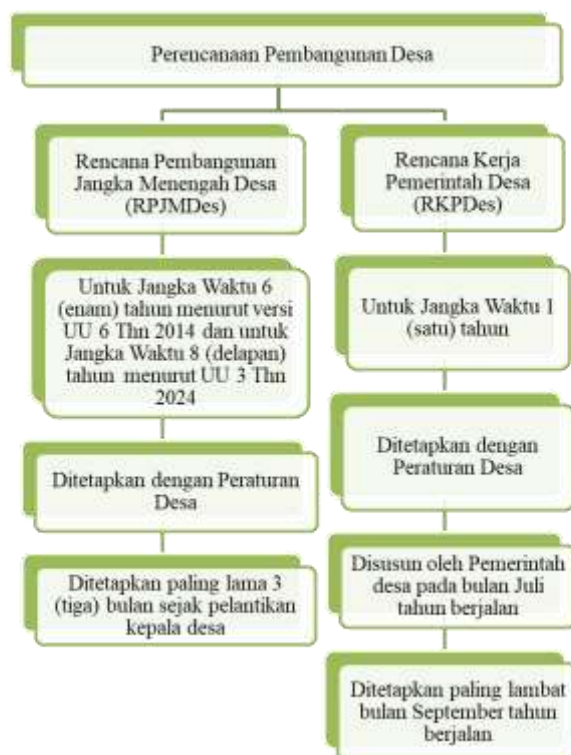 Perencanaan Pembangunan Desa
Rencana Pembangunan
Jangka Menengah Desa
(RPJMDes)
Untuk Jangka Waktu 6
(enam) tahun menurut versi
UU 6 Thn 2014 dan untuk
Jangka Waktu 8 (delapan)
tahun menurut UU 3 Thn
2024
Ditetapkan dengan Peraturan
Desa
Ditetapkan paling lama 3
(tiga) bulan sejak pelantikan
kepala desa
Rencana Kerja
Pemerintah Desa
(RKPDes)
Untuk Jangka Waktu 1
(satu) tahun
Ditetapkan dengan
Peraturan Desa
Disusun oleh Pemerintah
desa pada bulan Juli
tahun berjalan
Ditetapkan paling lambat
bulan September tahun
berjalan